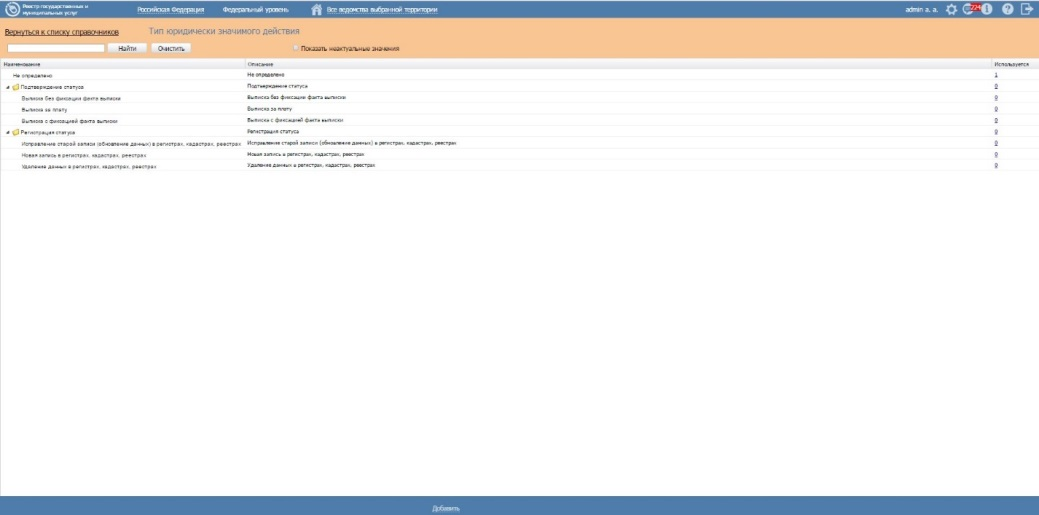 Реестр государственных и
муниципальных услуг
Российская Федерация Федеральный уровень Все ведомства выбранной территории admin a. a. 224
Вернуться к списку справочников Тип юридически значимого действия
Найти Очистить Показать неактуальные значения
Наименование Описание Используется
Не определено Не определено 1
Подтверждение статуса Подтверждение статуса 0
Выписка без фиксации факта выписки Выписка без фиксации факта выписки 0
Выписка за плату Выписка за плату 0
Выписка с фиксацией факта выписки Выписка с фиксацией факта выписки 0
Регистрация статуса Регистрация статуса 0
Исправление старой записи (обновление данных) в регистрах, кадастрах, реестрах Исправление старой записи (обновление данных) в регистрах, кадастрах, реестрах 0
Новая запись в регистрах, кадастрах, реестрах Новая запись в регистрах, кадастрах, реестрах 0
Удаление данных в регистрах, кадастрах, реестрах Удаление данных в регистрах, кадастрах, реестрах 0
Добавить